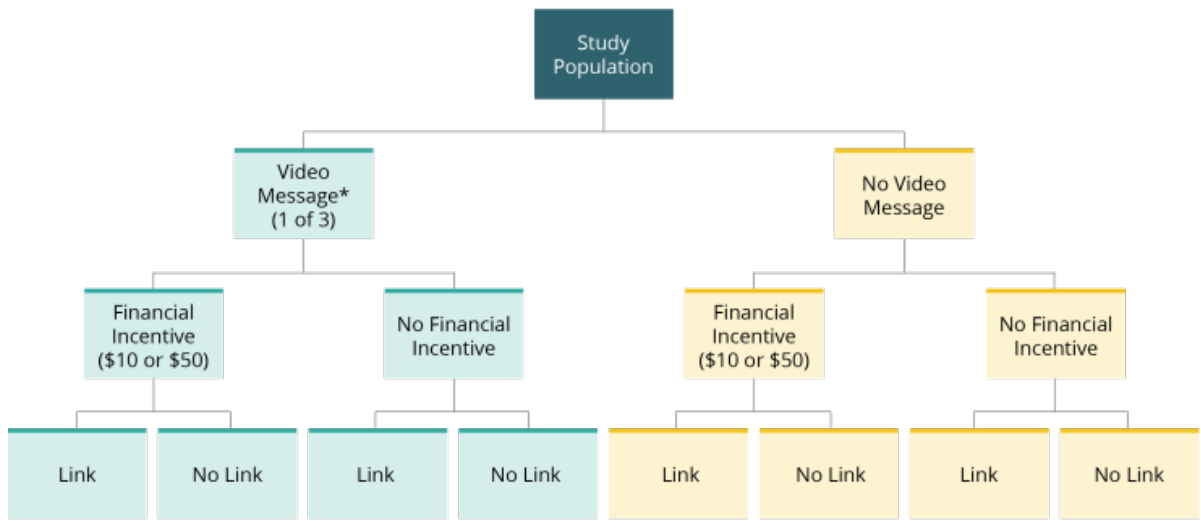 Study
Population
Video
Message*
(1 of 3)
No Video
Message
Financial
Incentive
($10 or $50)
No Financial
Incentive
Financial
Incentive
($10 or $50)
No Financial
Incentive
Link
No Link
Link
No Link
Link
No Link
Link
No Link